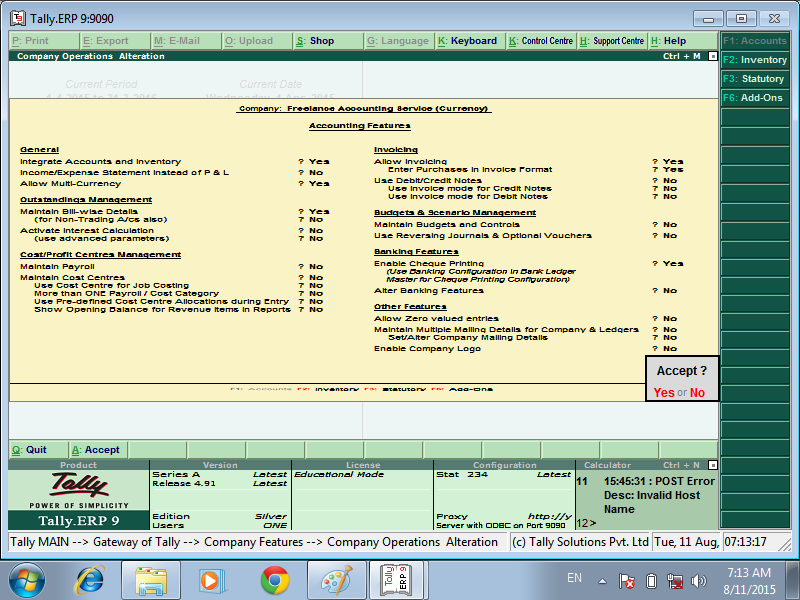 Tally.ERP 9:9090
P: Print E: Export M: E-Mail O: Upload S: Shop G: Language K: Keyboard K: Control Centre H: Support Centre H: Help
F1: Accounts
F2: Inventory
F3: Statutory
F6: Add-Ons
Company Operations Alteration Ctrl + M
Current Period Current Date
Company: Freelance Accounting Service (Currency)
Accounting Features
General
Integrate Accounts and Inventory ? Yes
Income/Expense Statement instead of P & L ? No
Allow Multi-Currency ? Yes
Outstandings Management
Maintain Bill-wise Details ? Yes
(for Non-Trading A/cs also) ? No
Activate Interest Calculation ? No
(use advanced parameters) ? No
Cost/Profit Centres Management
Maintain Payroll ? No
Maintain Cost Centres ? No
Use Cost Centre for Job Costing ? No
More than ONE Payroll / Cost Category ? No
Use Pre-defined Cost Centre Allocations during Entry ? No
Show Opening Balance for Revenue Items in Reports ? No
Invoicing
Allow Invoicing ? Yes
Enter Purchases in Invoice Format ? Yes
Use Debit/Credit Notes ? No
Use Invoice mode for Credit Notes ? No
Use Invoice mode for Debit Notes ? No
Budgets & Scenario Management
Maintain Budgets and Controls ? No
Use Reversing Journals & Optional Vouchers ? No
Banking Features
Enable Cheque Printing ? Yes
(Use Banking Configuration in Bank Ledger
Master for Cheque Printing Configuration)
Alter Banking Features ? No
Other Features
Allow Zero valued entries ? No
Maintain Multiple Mailing Details for Company & Ledgers ? No
Set/Alter Company Mailing Details ? No
Enable Company Logo ? No
F1: Accounts F2: Inventory F3: Statutory F6: Add-Ons
Accept ?
Yes or No
Q: Quit A: Accept
Product Version License Configuration Calculator Ctrl + N
Tally
POWER OF SIMPLICITY
Tally.ERP 9
Series A Latest
Release 4.91 Latest
Edition Silver
Users ONE
Educational Mode
Stat 234 Latest
Proxy http://y
Server with ODBC on Port 9090
11 15:45:31 : POST Error
Desc: Invalid Host
Name
12>
Tally MAIN --> Gateway of Tally --> Company Features --> Company Operations Alteration (c) Tally Solutions Pvt. Ltd Tue, 11 Aug, 07:13:17
Tally ERP 9
EN
7:13 AM
8/11/2015